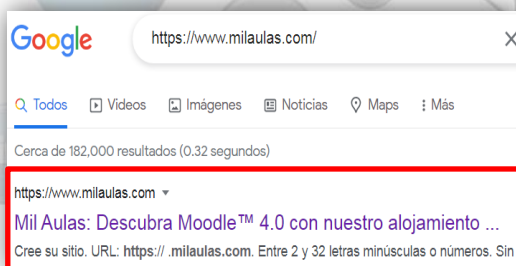 Google
https://www.milaulas.com/
Todos Videos Imágenes Noticias Maps Más
Cerca de 182,000 resultados (0.32 segundos)
https://www.milaulas.com
Mil Aulas: Descubra Moodle™ 4.0 con nuestro alojamiento ...
Cree su sitio. URL: https:// .milaulas.com. Entre 2 y 32 letras minúsculas o números. Sin